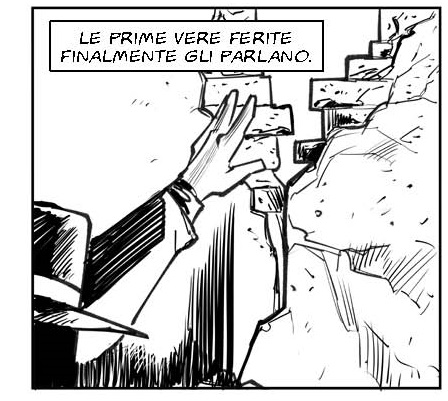 LE PRIME VERE FERITE
FINALMENTE GLI PARLANO.